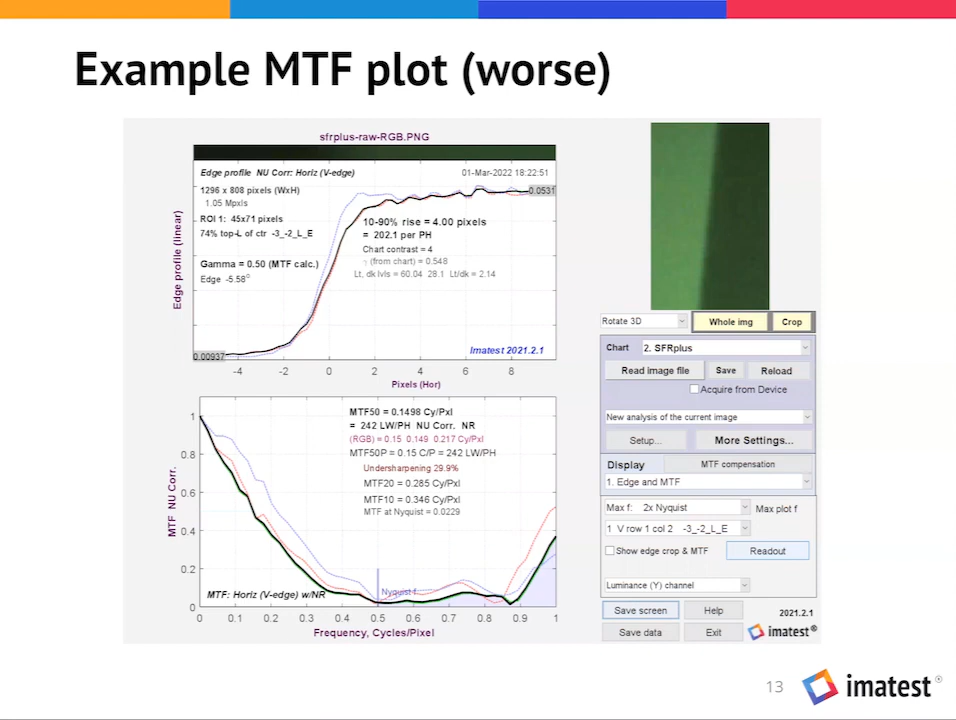 Example MTF plot (worse)
sfrplus-raw-RGB.PNG
Edge profile NU Corr: Horiz (V-edge)
01-Mar-2022 18:22:51
1296 x 808 pixels (WxH)
1.05 Mpxls
0.0531
ROI 1: 45x71 pixels
74% top-L of ctr -3_-2_L_E
10-90% rise = 4.00 pixels
= 202.1 per PH
Chart contrast = 4
γ (from chart) = 0.548
Lt, dk lvls = 60.04 28.1 Lt/dk = 2.14
Gamma = 0.50 (MTF calc.)
Edge -5.58°
Edge profile (linear)
0.00937
Imatest 2021.2.1
-4 -2 0 2 4 6 8
Pixels (Hor)
MTF50 = 0.1498 Cy/Pxl
= 242 LW/PH NU Corr. NR
(RGB) = 0.15 0.149 0.217 Cy/Pxl
MTF50P = 0.15 C/P = 242 LW/PH
Undersharpening 29.9%
MTF20 = 0.285 Cy/Pxl
MTF10 = 0.346 Cy/Pxl
MTF at Nyquist = 0.0229
MTF NU Corr.
1
0.8
0.6
0.4
0.2
0
Nyquist f
MTF: Horiz (V-edge) w/NR
0 0.1 0.2 0.3 0.4 0.5 0.6 0.7 0.8 0.9 1
Frequency, Cycles/Pixel
Rotate 3D
Whole img
Crop
Chart
2. SFRplus
Read image file
Save
Reload
Acquire from Device
New analysis of the current image
Setup...
More Settings...
Display
MTF compensation
1. Edge and MTF
Max f: 2x Nyquist
Max plot f
1 V row 1 col 2 -3_-2_L_E
Show edge crop & MTF
Readout
Luminance (Y) channel
Save screen
Help
2021.2.1
Save data
Exit
imatest®
13
imatest®